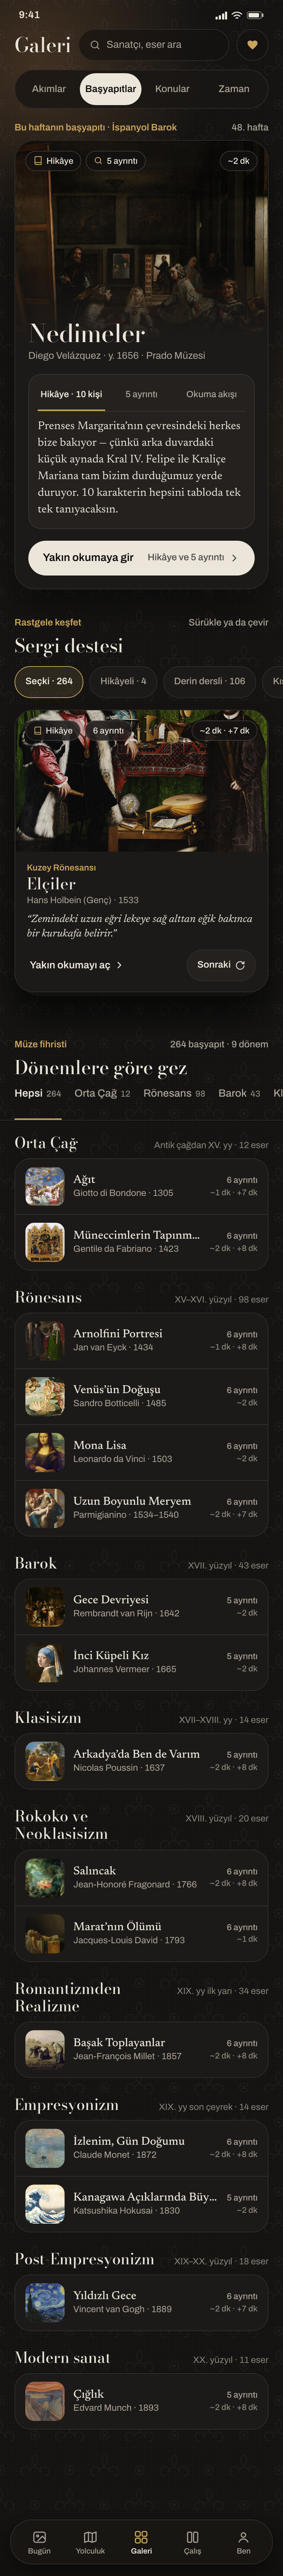 9:41
Galeri
Sanatçı, eser ara
Akımlar
Başyapıtlar
Konular
Zaman
Bu haftanın başyapıtı · İspanyol Barok
48. hafta
Hikâye
5 ayrıntı
~2 dk
Nedimeler
Diego Velázquez · y. 1656 · Prado Müzesi
Hikâye · 10 kişi
5 ayrıntı
Okuma akışı
Prenses Margarita’nın çevresindeki herkes
bize bakıyor — çünkü arka duvardaki
küçük aynada Kral IV. Felipe ile Kraliçe
Mariana tam bizim durduğumuz yerde
duruyor. 10 karakterin hepsini tabloda tek
tek tanıyacaksın.
Yakın okumaya gir
Hikâye ve 5 ayrıntı
Rastgele keşfet
Sürükle ya da çevir
Sergi destesi
Seçki · 264
Hikâyeli · 4
Derin dersli · 106
Hikâye
6 ayrıntı
~2 dk · +7 dk
Kuzey Rönesansı
Elçiler
Hans Holbein (Genç) · 1533
“Zemindeki uzun eğri lekeye sağ alttan eğik bakınca
bir kurukafa belirir.”
Yakın okumayı aç
Sonraki
Müze fihristi
264 başyapıt · 9 dönem
Dönemlere göre gez
Hepsi 264
Orta Çağ 12
Rönesans 98
Barok 43
Kl
Orta Çağ
Antik çağdan XV. yy · 12 eser
Ağıt
6 ayrıntı
Giotto di Bondone · 1305
~1 dk · +7 dk
Müneccimlerin Tapınm...
6 ayrıntı
Gentile da Fabriano · 1423
~2 dk · +8 dk
Rönesans
XV–XVI. yüzyıl · 98 eser
Arnolfini Portresi
6 ayrıntı
Jan van Eyck · 1434
~1 dk · +8 dk
Venüs’ün Doğuşu
6 ayrıntı
Sandro Botticelli · 1485
~2 dk
Mona Lisa
6 ayrıntı
Leonardo da Vinci · 1503
~2 dk
Uzun Boyunlu Meryem
6 ayrıntı
Parmigianino · 1534–1540
~2 dk · +7 dk
Barok
XVII. yüzyıl · 43 eser
Gece Devriyesi
5 ayrıntı
Rembrandt van Rijn · 1642
~2 dk
İnci Küpeli Kız
5 ayrıntı
Johannes Vermeer · 1665
~2 dk
Klasisizm
XVII–XVIII. yy · 14 eser
Arkadya’da Ben de Varım
5 ayrıntı
Nicolas Poussin · 1637
~2 dk · +8 dk
Rokoko ve
Neoklasisizm
XVIII. yüzyıl · 20 eser
Salıncak
6 ayrıntı
Jean-Honoré Fragonard · 1766
~2 dk · +8 dk
Marat’nın Ölümü
6 ayrıntı
Jacques-Louis David · 1793
~1 dk
Romantizmden
Realizme
XIX. yy ilk yarı · 34 eser
Başak Toplayanlar
6 ayrıntı
Jean-François Millet · 1857
~2 dk · +8 dk
Empresyonizm
XIX. yy son çeyrek · 14 eser
İzlenim, Gün Doğumu
6 ayrıntı
Claude Monet · 1872
~2 dk · +8 dk
Kanagawa Açıklarında Büy...
5 ayrıntı
Katsushika Hokusai · 1830
~2 dk
Post-Empresyonizm
XIX–XX. yüzyıl · 18 eser
Yıldızlı Gece
6 ayrıntı
Vincent van Gogh · 1889
~2 dk · +7 dk
Modern sanat
XX. yüzyıl · 11 eser
Çığlık
5 ayrıntı
Edvard Munch · 1893
~2 dk · +8 dk
Bugün
Yolculuk
Galeri
Çalış
Ben